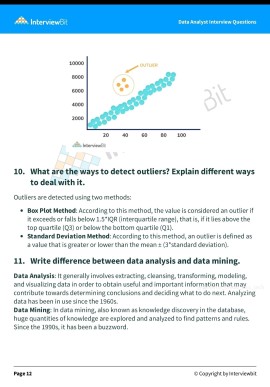 InterviewBit
Data Analyst Interview Questions
10000
8000
6000
4000
2000
OUTLIER
20 40 60 80 100
InterviewBit
10. What are the ways to detect outliers? Explain different ways
to deal with it.
Outliers are detected using two methods:
• Box Plot Method: According to this method, the value is considered an outlier if
it exceeds or falls below 1.5*IQR (interquartile range), that is, if it lies above the
top quartile (Q3) or below the bottom quartile (Q1).
• Standard Deviation Method: According to this method, an outlier is defined as
a value that is greater or lower than the mean ± (3*standard deviation).
11. Write difference between data analysis and data mining.
Data Analysis: It generally involves extracting, cleansing, transforming, modeling,
and visualizing data in order to obtain useful and important information that may
contribute towards determining conclusions and deciding what to do next. Analyzing
data has been in use since the 1960s.
Data Mining: In data mining, also known as knowledge discovery in the database,
huge quantities of knowledge are explored and analyzed to find patterns and rules.
Since the 1990s, it has been a buzzword.
Page 12
© Copyright by Interviewbit